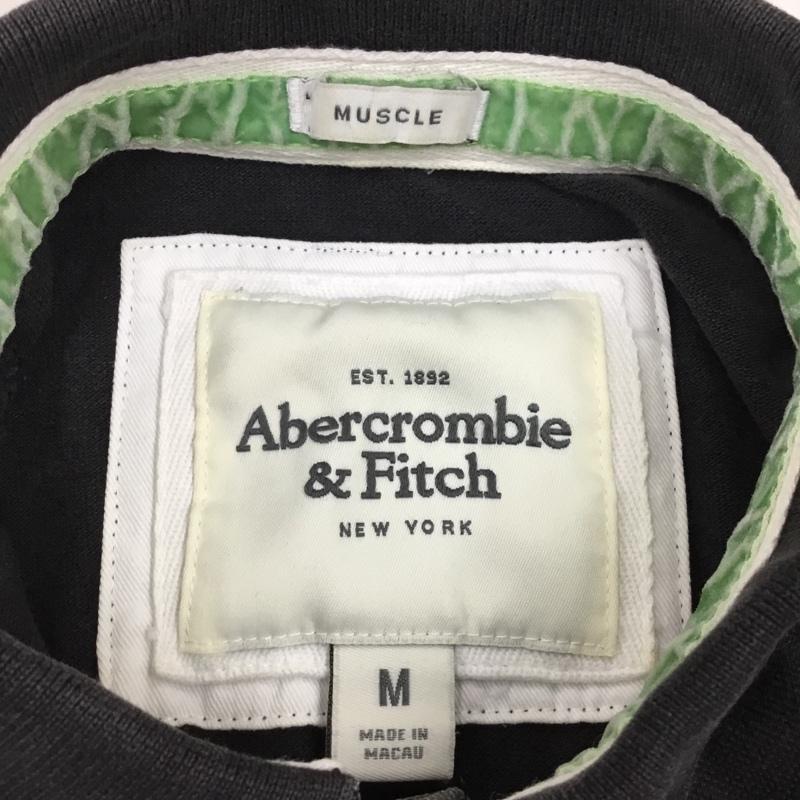 MUSCLE
EST. 1892
Abercrombie
& Fitch
NEW YORK
M
MADE IN
MACAU